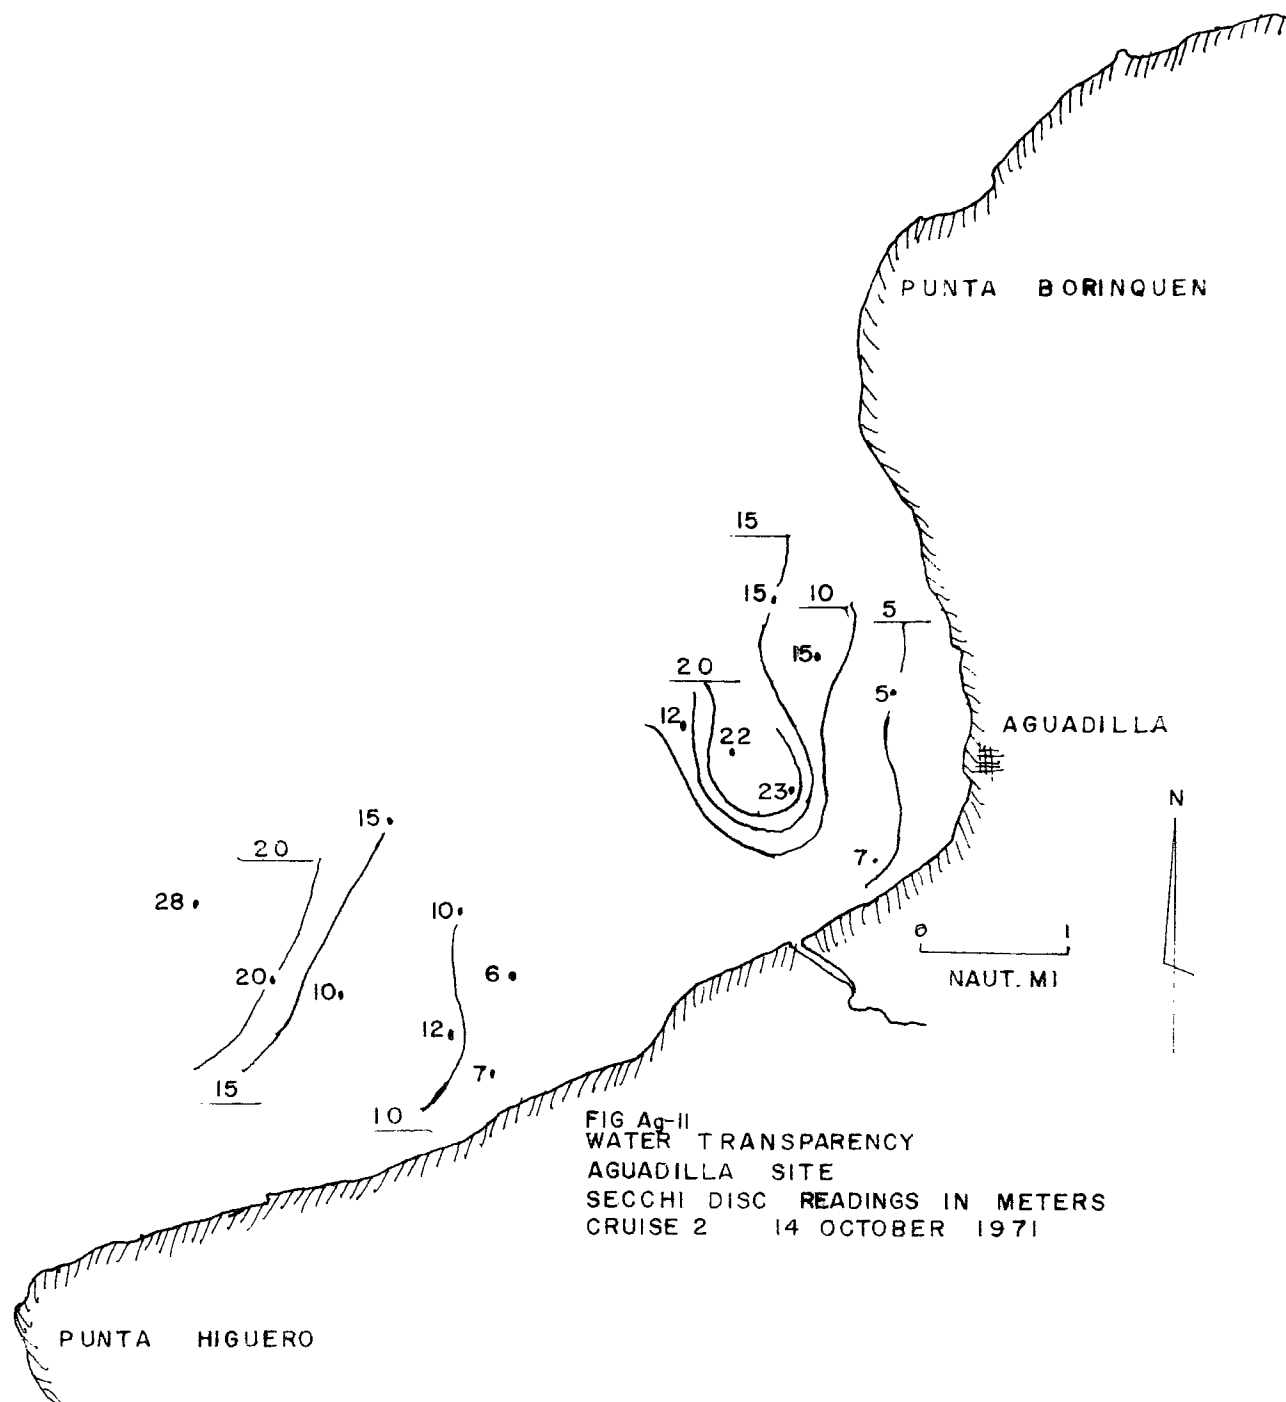 PUNTA BORINQUEN
15
15
10
5
15
20
5
12
22
AGUADILLA
23
N
15
20
7
28
10
0 1
6
20
10
NAUT. MI
12
7
15
10
FIG Ag-11
WATER TRANSPARENCY
AGUADILLA SITE
SECCHI DISC READINGS IN METERS
CRUISE 2 14 OCTOBER 1971
PUNTA HIGUERO